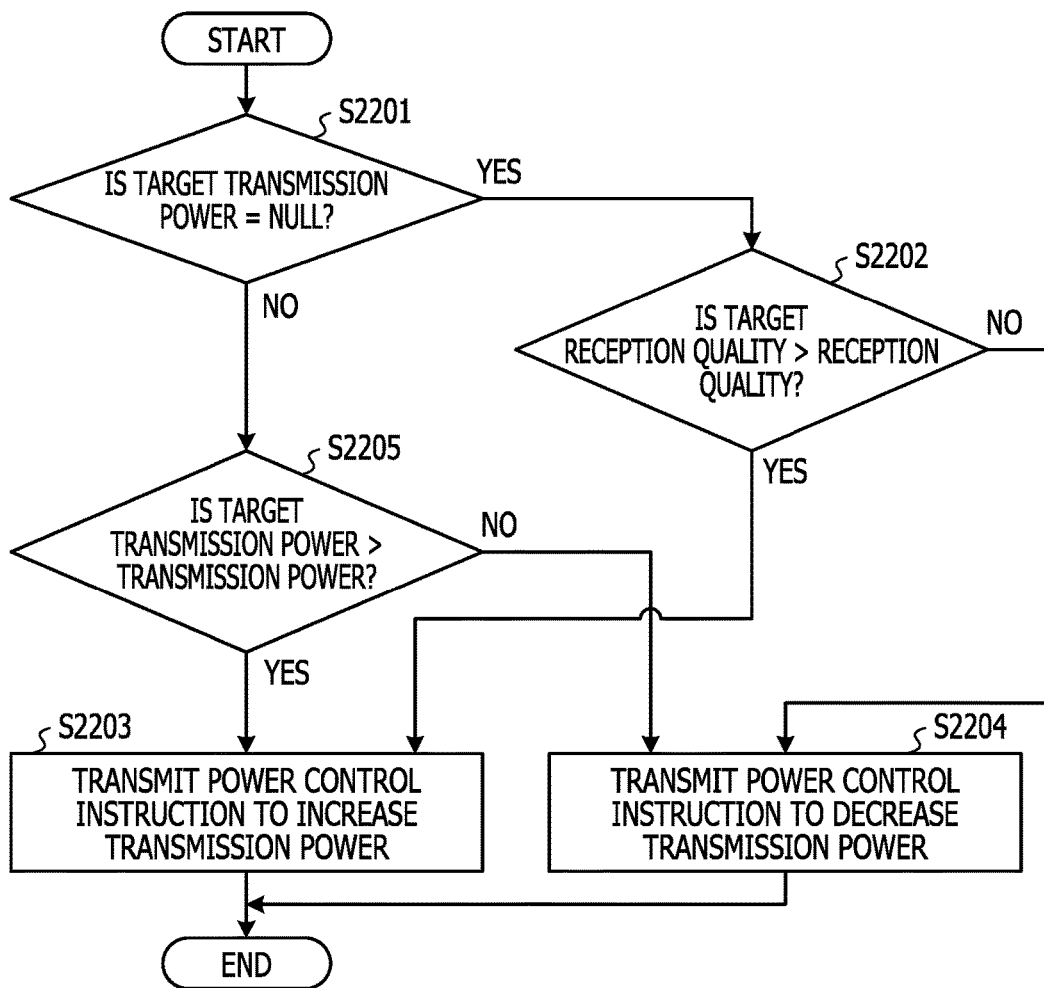 START
S2201
IS TARGET TRANSMISSION
POWER = NULL?
YES
NO
S2202
IS TARGET
RECEPTION QUALITY > RECEPTION
QUALITY?
NO
YES
S2205
IS TARGET
TRANSMISSION POWER >
TRANSMISSION POWER?
NO
YES
S2203
TRANSMIT POWER CONTROL
INSTRUCTION TO INCREASE
TRANSMISSION POWER
S2204
TRANSMIT POWER CONTROL
INSTRUCTION TO DECREASE
TRANSMISSION POWER
END